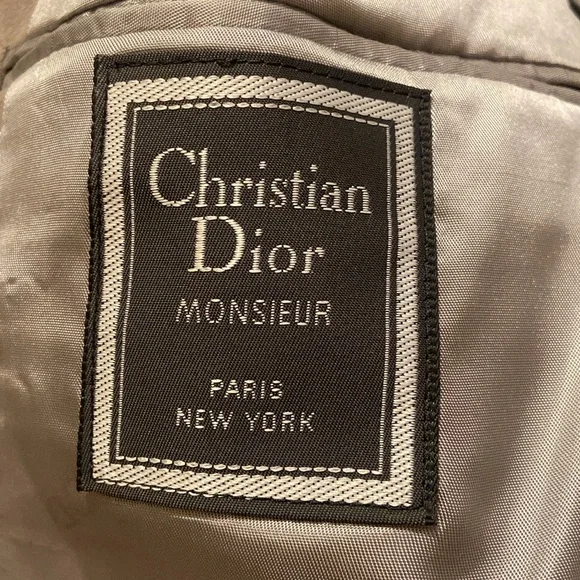 Christian
Dior
MONSIEUR
PARIS
NEW YORK